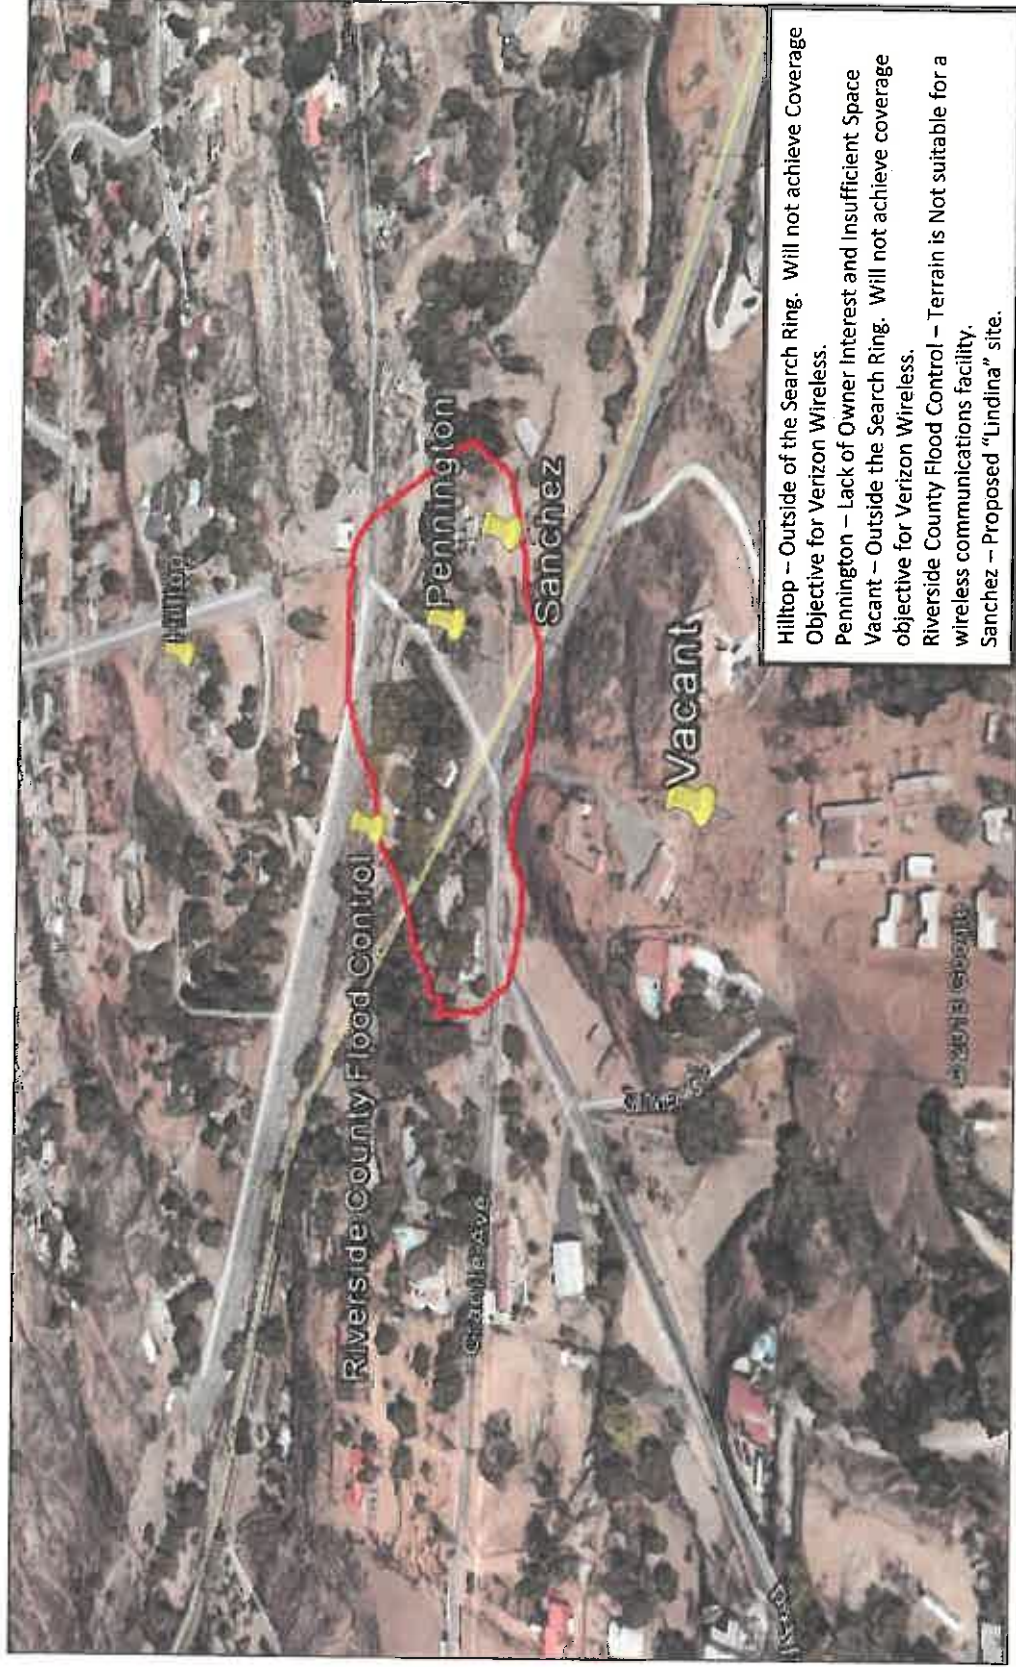 Hilltop
Pennington
Sanchez
Riverside County Flood Control
Vacant
Hilltop – Outside of the Search Ring. Will not achieve Coverage
Objective for Verizon Wireless.
Pennington – Lack of Owner Interest and Insufficient Space
Vacant – Outside the Search Ring. Will not achieve coverage
objective for Verizon Wireless.
Riverside County Flood Control – Terrain is Not suitable for a
wireless communications facility.
Sanchez – Proposed “Lindina” site.
© 2013 Google